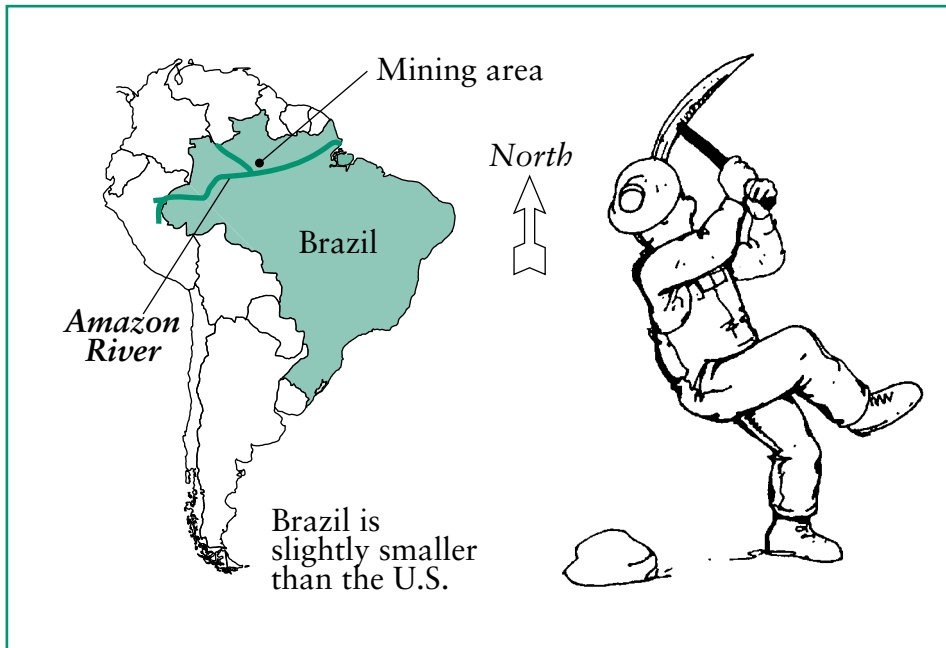 Mining area
North
Brazil
Amazon
River
Brazil is
slightly smaller
than the U.S.